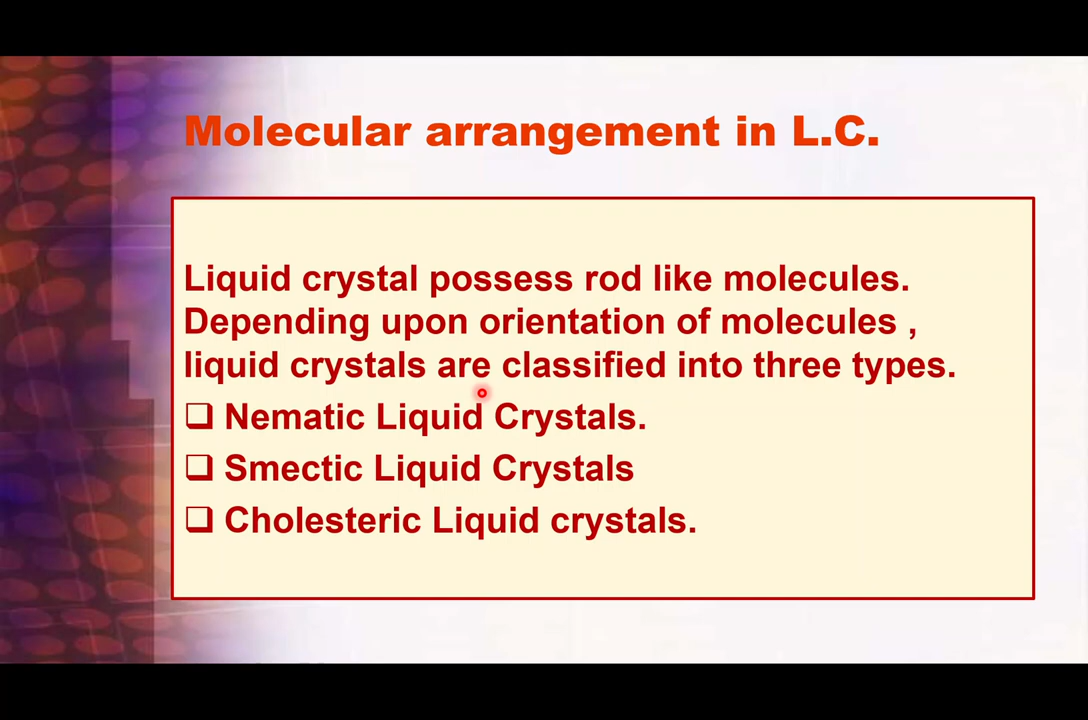 Molecular arrangement in L.C.
Liquid crystal possess rod like molecules.
Depending upon orientation of molecules ,
liquid crystals are classified into three types.
❑ Nematic Liquid Crystals.
❑ Smectic Liquid Crystals
❑ Cholesteric Liquid crystals.